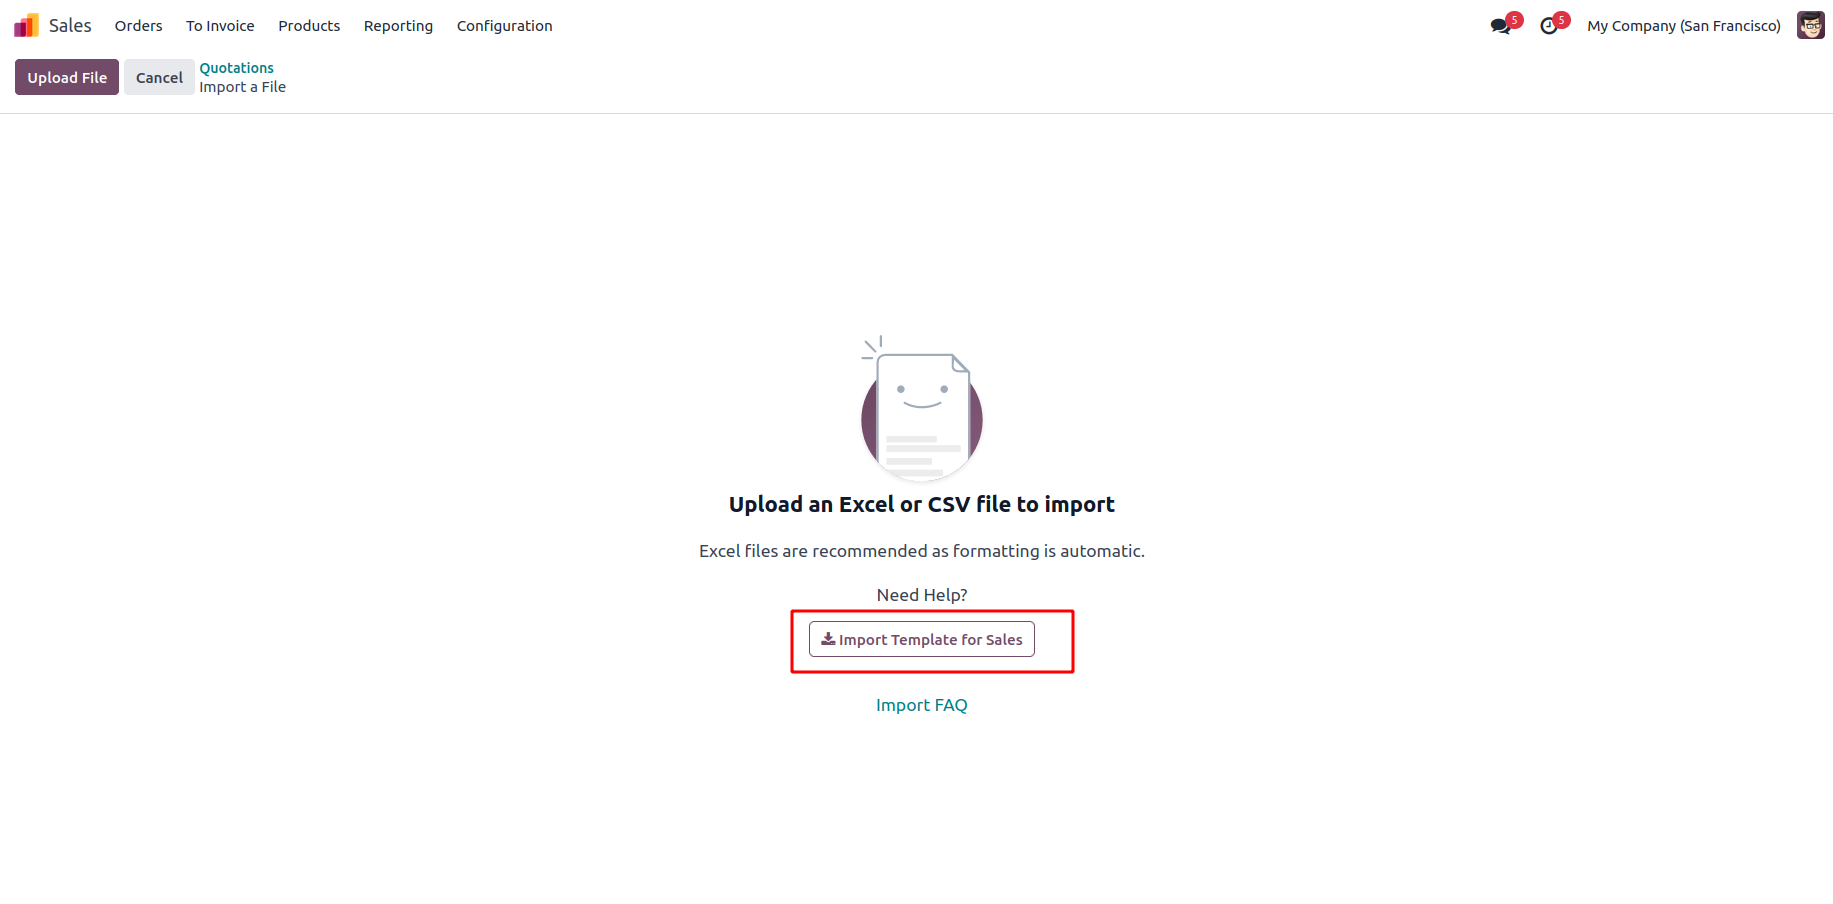 Sales Orders To Invoice Products Reporting Configuration 5 5 My Company (San Francisco)
Upload File Cancel Quotations
Import a File
Upload an Excel or CSV file to import
Excel files are recommended as formatting is automatic.
Need Help?
Import Template for Sales
Import FAQ